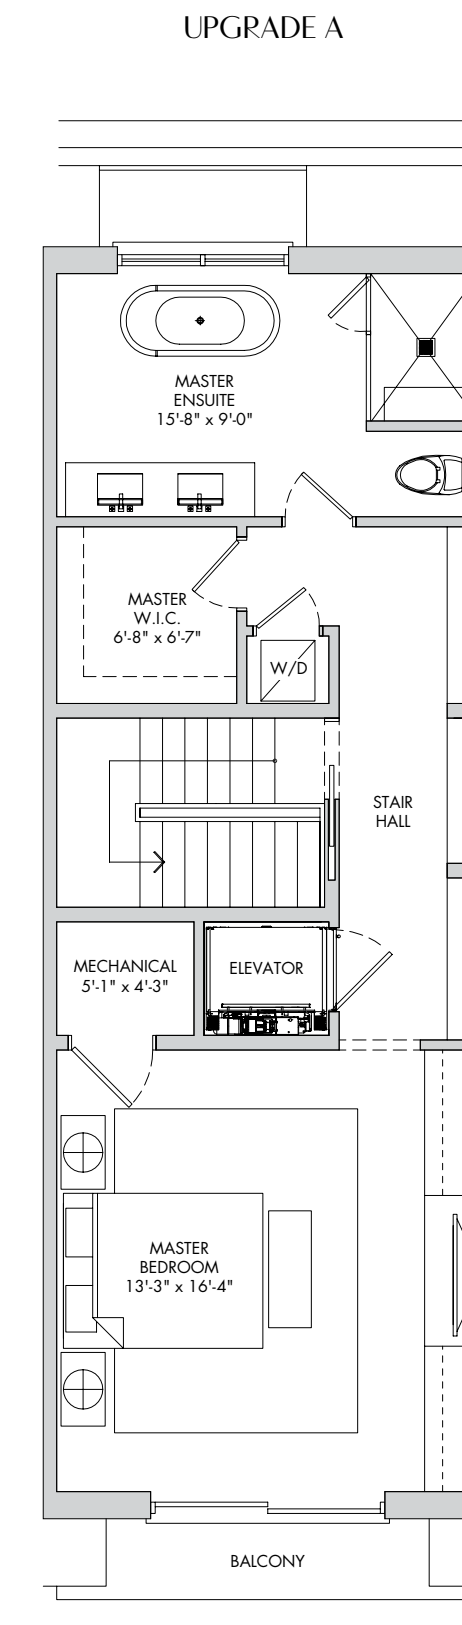 UPGRADE A
MASTER
ENSUITE
15'-8" x 9'-0"
MASTER
W.I.C.
6'-8" x 6'-7"
W/D
STAIR
HALL
MECHANICAL
5'-1" x 4'-3"
ELEVATOR
MASTER
BEDROOM
13'-3" x 16'-4"
BALCONY